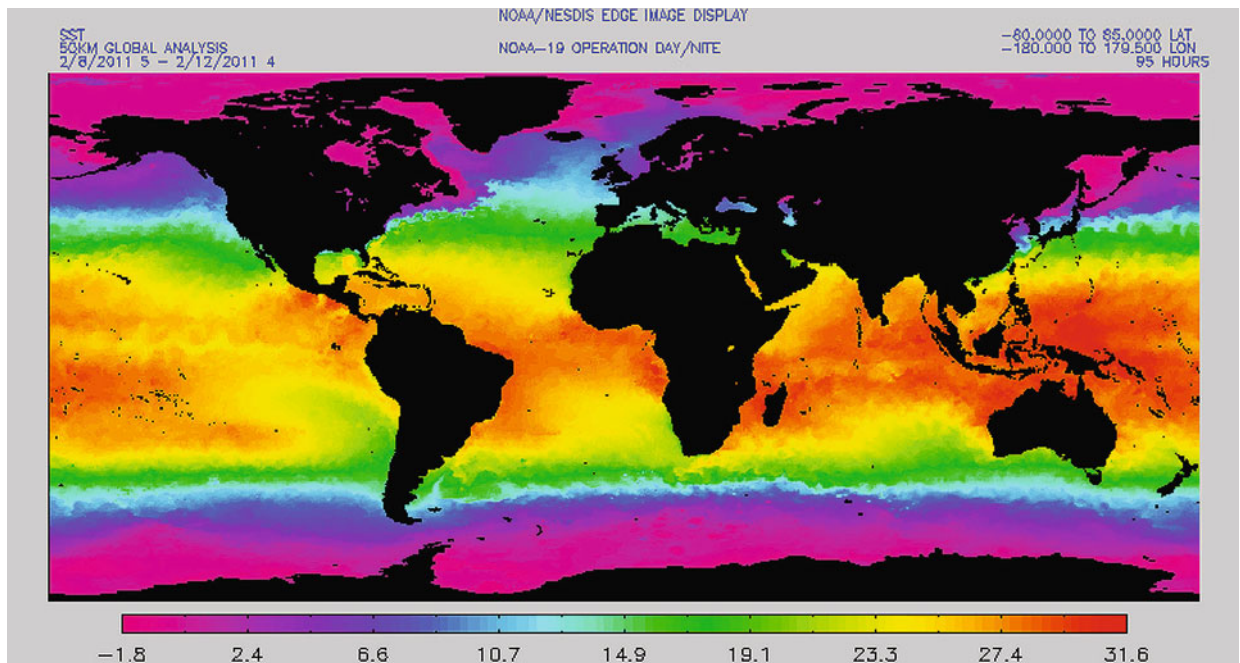 NOAA/NESDIS EDGE IMAGE DISPLAY
SST
50KM GLOBAL ANALYSIS
2/8/2011 5 - 2/12/2011 4
NOAA-19 OPERATION DAY/NITE
-80.0000 TO 85.0000 LAT
-180.000 TO 179.500 LON
95 HOURS
-1.8 2.4 6.6 10.7 14.9 19.1 23.3 27.4 31.6